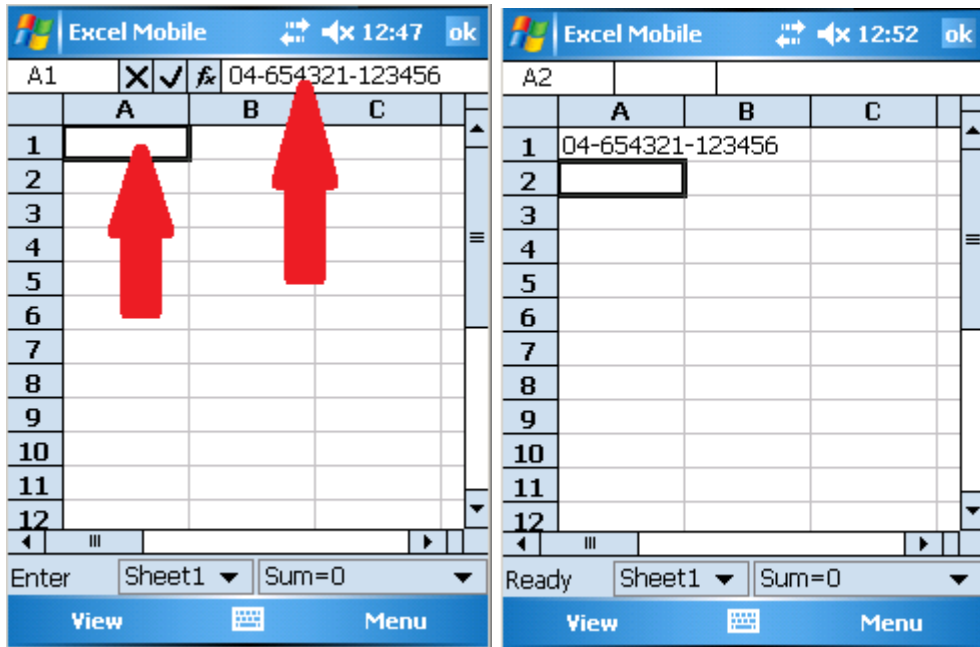 Excel Mobile 12:47 ok
A1 fx 04-654321-123456
A B C
1
2
3
4
5
6
7
8
9
10
11
12
Enter Sheet1 Sum=0
View Menu
Excel Mobile 12:52 ok
A2
A B C
1 04-654321-123456
2
3
4
5
6
7
8
9
10
11
12
Ready Sheet1 Sum=0
View Menu